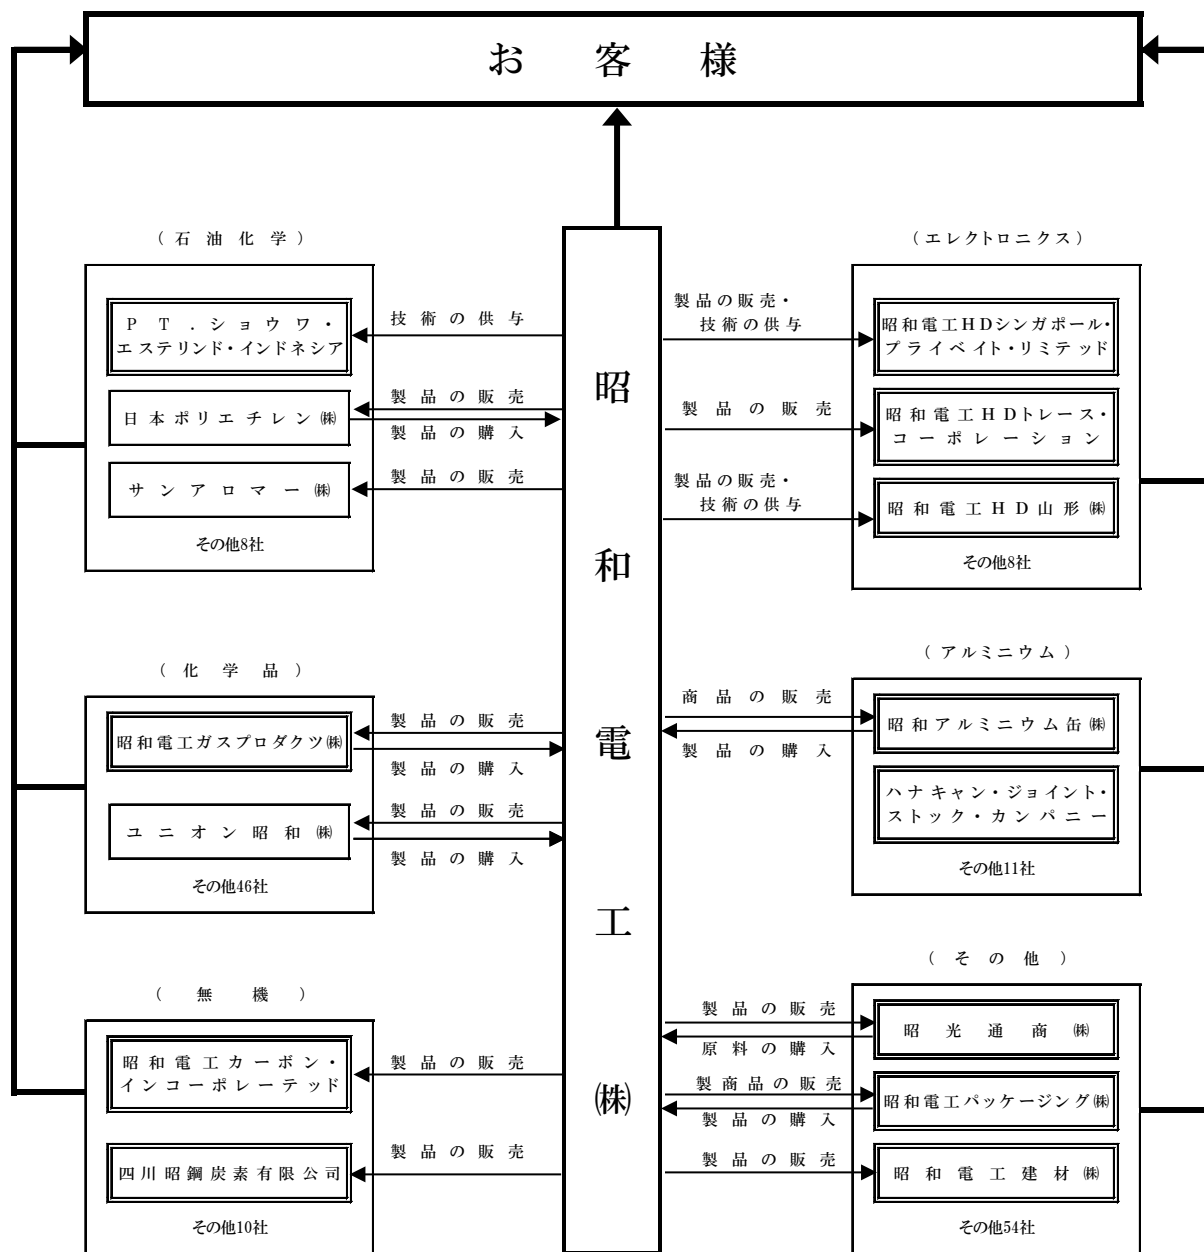 お客様
(石油化学)
PT.ショウワ・
エステリンド・インドネシア
技術の供与
日本ポリエチレン㈱
製品の販売
製品の購入
サンアロマー㈱
製品の販売
その他8社
(化学品)
昭和電工ガスプロダクツ㈱
製品の販売
製品の購入
ユニオン昭和㈱
製品の販売
製品の購入
その他46社
(無機)
昭和電工カーボン・
インコーポレーテッド
製品の販売
四川昭鋼炭素有限公司
製品の販売
その他10社
昭和電工㈱
(エレクトロニクス)
製品の販売・
技術の供与
昭和電工HDシンガポール・
プライベイト・リミテッド
製品の販売
昭和電工HDトレース・
コーポレーション
製品の販売・
技術の供与
昭和電工HD山形㈱
その他8社
(アルミニウム)
商品の販売
製品の購入
昭和アルミニウム缶㈱
ハナキャン・ジョイント・
ストック・カンパニー
その他11社
(その他)
製品の販売
原料の購入
昭光通商㈱
製商品の販売
製品の購入
昭和電工パッケージング㈱
製品の販売
昭和電工建材㈱
その他54社